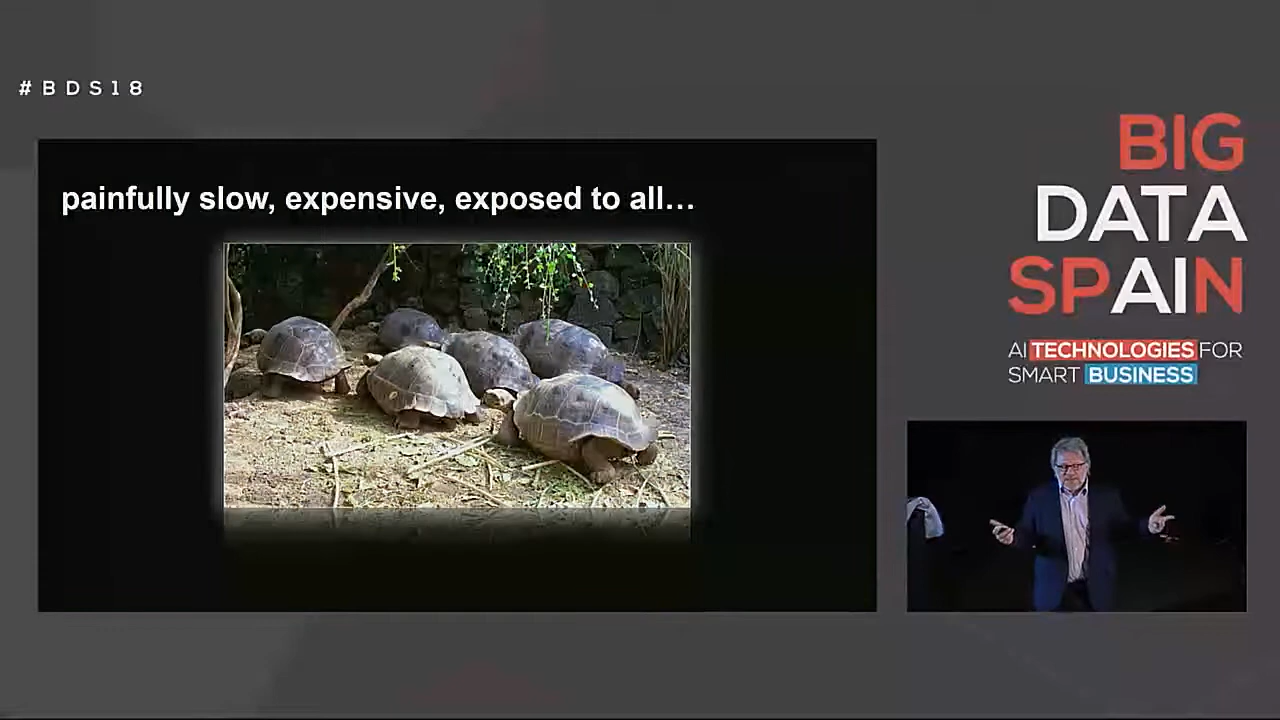 #BDS18
painfully slow, expensive, exposed to all…
BIG
DATA
SPAIN
AI TECHNOLOGIES FOR
SMART BUSINESS